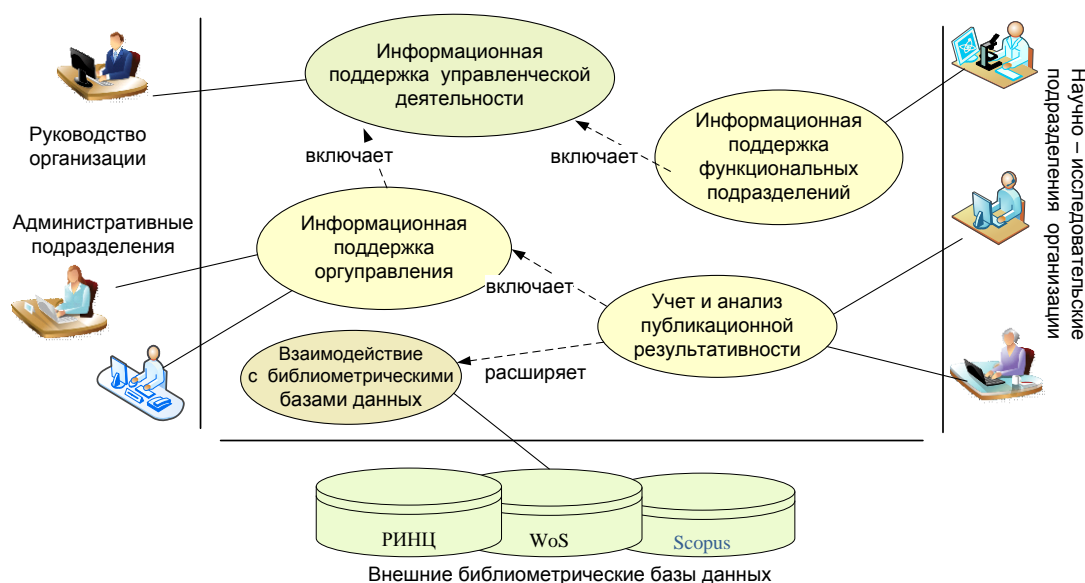 Информационная
поддержка управленческой
деятельности
Руководство
организации
включает
включает
Информационная
поддержка
функциональных
подразделений
Научно – исследовательские
подразделения организации
Административные
подразделения
Информационная
поддержка
оргуправления
включает
Учет и анализ
публикационной
результативности
Взаимодействие
с библиометрическими
базами данных
расширяет
РИНЦ
WoS
Scopus
Внешние библиометрические базы данных